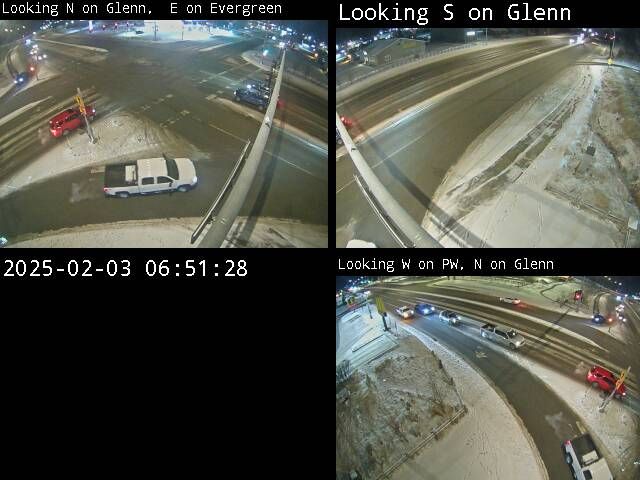 Looking N on Glenn,  E on Evergreen
Looking S on Glenn
2025-02-03 06:51:28
Looking W on PW, N on Glenn